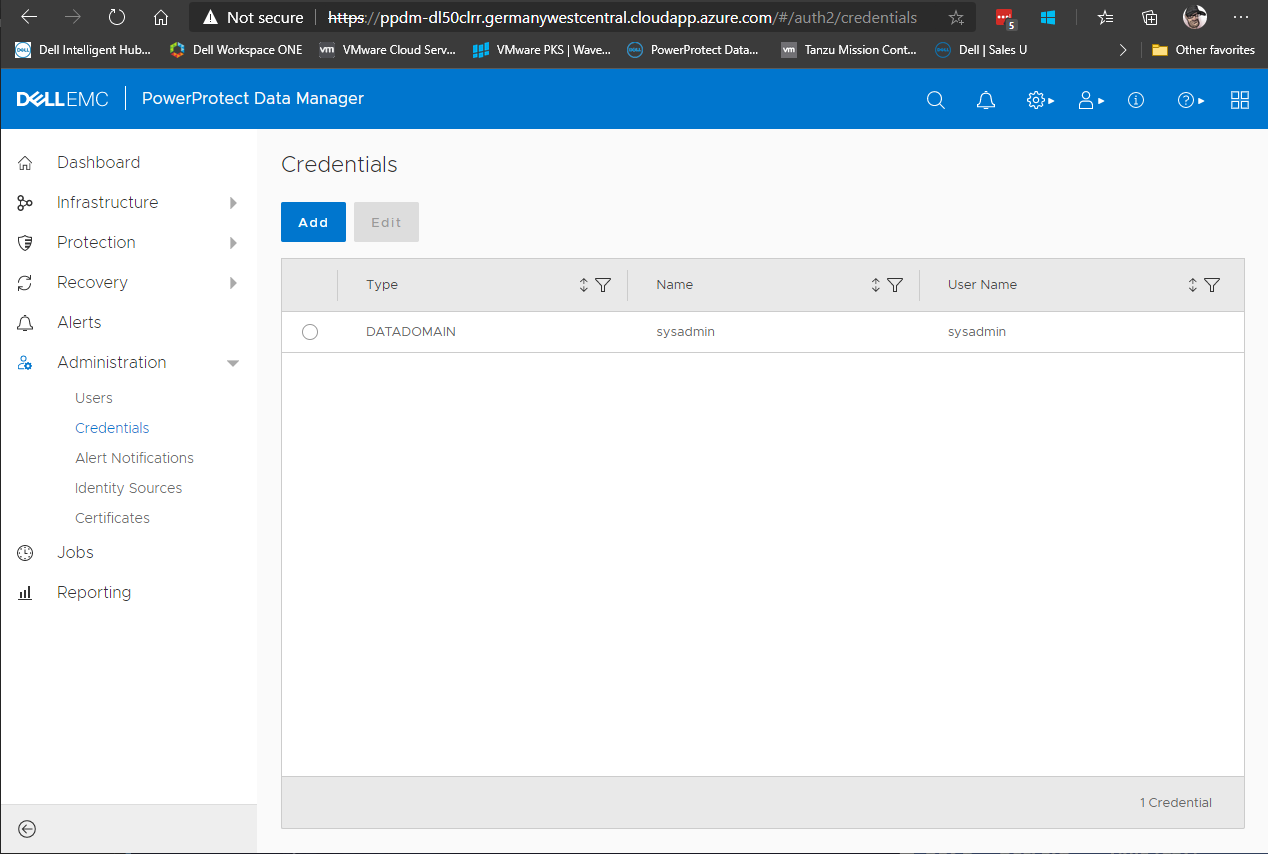 Not secure https://ppdm-dl50clrr.germanywestcentral.cloudapp.azure.com/#/auth2/credentials 5
Dell Intelligent Hub... Dell Workspace ONE vm VMware Cloud Serv... VMware PKS | Wave... PowerProtect Data... vm Tanzu Mission Cont... Dell | Sales U Other favorites
DELLEMC PowerProtect Data Manager
Dashboard
Infrastructure
Protection
Recovery
Alerts
Administration
Users
Credentials
Alert Notifications
Identity Sources
Certificates
Jobs
Reporting
Credentials
Add Edit
Type Name User Name
DATADOMAIN sysadmin sysadmin
1 Credential